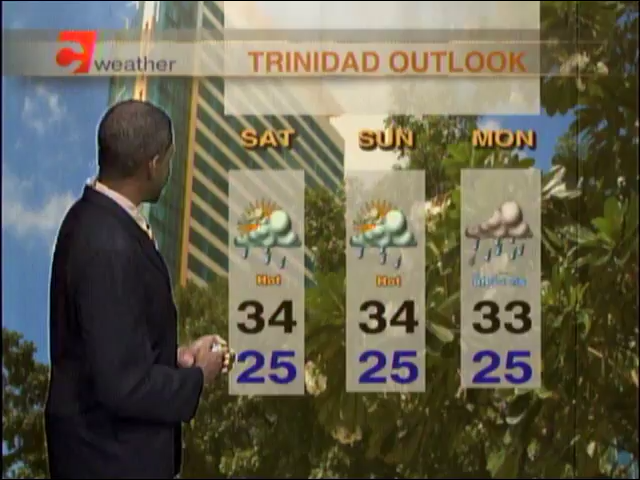 weather
TRINIDAD OUTLOOK
SAT SUN MON
Hot Hot
34 34 33
25 25 25